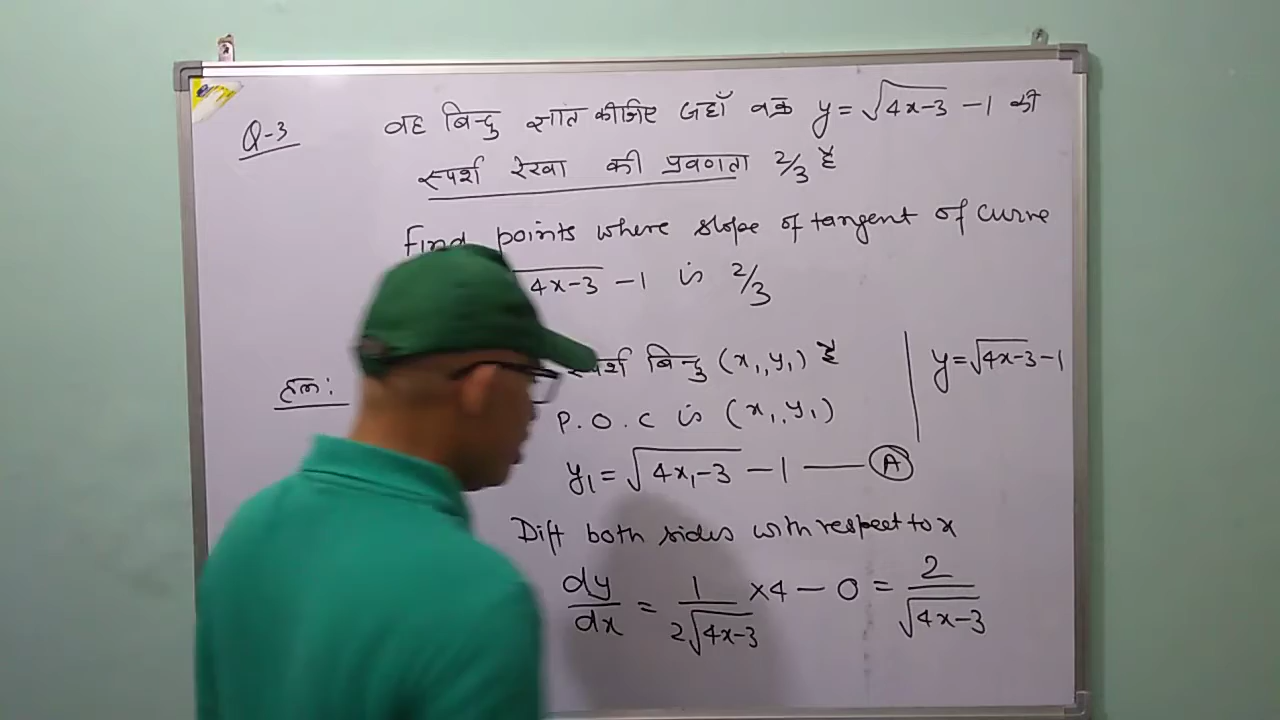 Q-3 वह बिन्दु ज्ञात कीजिए जहाँ वक्र y = √4x-3 - 1 की
स्पर्श रेखा की प्रवणता 2/3 है
Find points where slope of tangent of curve
4x-3 - 1 is 2/3
हल: स्पर्श बिन्दु (x₁, y₁) है
y = √4x-3 - 1
P.O.C is (x₁, y₁)
y₁ = √4x₁-3 - 1 —— A
Diff both sides with respect to x
dy/dx = 1/2√4x-3 × 4 - 0 = 2/√4x-3